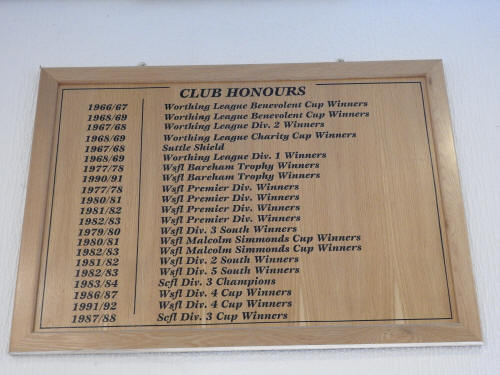 CLUB HONOURS
1966/67 Worthing League Benevolent Cup Winners
1968/69 Worthing League Benevolent Cup Winners
1967/68 Worthing League Div. 2 Winners
1968/69 Worthing League Charity Cup Winners
1967/68 Suttle Shield
1968/69 Worthing League Div. 1 Winners
1977/78 Wsfl Bareham Trophy Winners
1990/91 Wsfl Bareham Trophy Winners
1977/78 Wsfl Premier Div. Winners
1980/81 Wsfl Premier Div. Winners
1981/82 Wsfl Premier Div. Winners
1982/83 Wsfl Premier Div. Winners
1979/80 Wsfl Div. 3 South Winners
1980/81 Wsfl Malcolm Simmonds Cup Winners
1982/83 Wsfl Malcolm Simmonds Cup Winners
1981/82 Wsfl Div. 2 South Winners
1982/83 Wsfl Div. 5 South Winners
1983/84 Scfl Div. 3 Champions
1986/87 Wsfl Div. 4 Cup Winners
1991/92 Wsfl Div. 4 Cup Winners
1987/88 Scfl Div. 3 Cup Winners